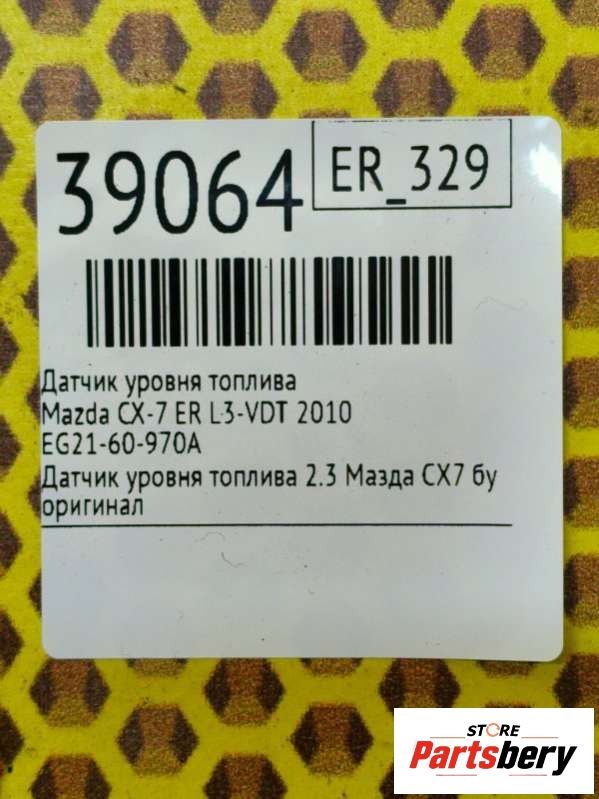 39064
ER_329
Датчик уровня топлива
Mazda CX-7 ER L3-VDT 2010
EG21-60-970A
Датчик уровня топлива 2.3 Мазда СХ7 бу
оригинал
STORE
Partsbery